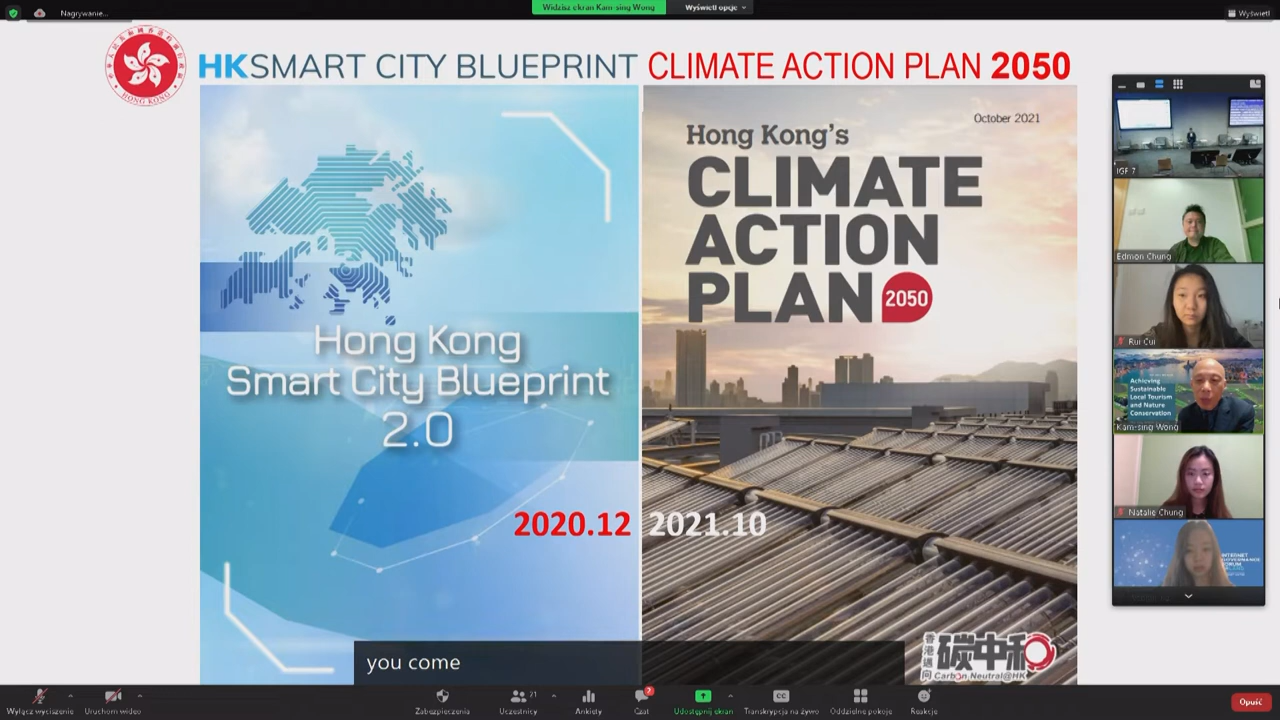 Nagrywanie...
Widzisz ekran Kam-sing Wong
Wyświetl opcje
Wyświetl
HONG KONG
HKSMART CITY BLUEPRINT CLIMATE ACTION PLAN 2050
Hong Kong
Smart City Blueprint
2.0
2020.12
October 2021
Hong Kong's
CLIMATE
ACTION
PLAN 2050
2021.10
香港邁向
碳中和
Carbon Neutral@HK
you come
IGF 7
Edmon Chung
Rui Cui
Achieving
Sustainable
Local Tourism
and Nature
Conservation
Kam-sing Wong
Natalie Chung
INTERNET
GOVERNANCE
FORUM
Wyłącz wyciszenie
Uruchom wideo
Zabezpieczenia
21
Uczestnicy
Ankiety
2
Czat
Udostępnij ekran
CC
Transkrypcja na żywo
Oddzielne pokoje
Reakcje
Opuść